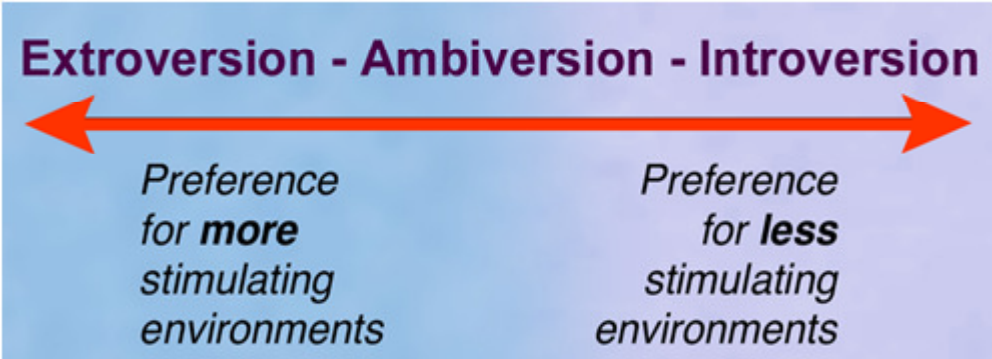 Extroversion - Ambiversion - Introversion
Preference
for more
stimulating
environments
Preference
for less
stimulating
environments